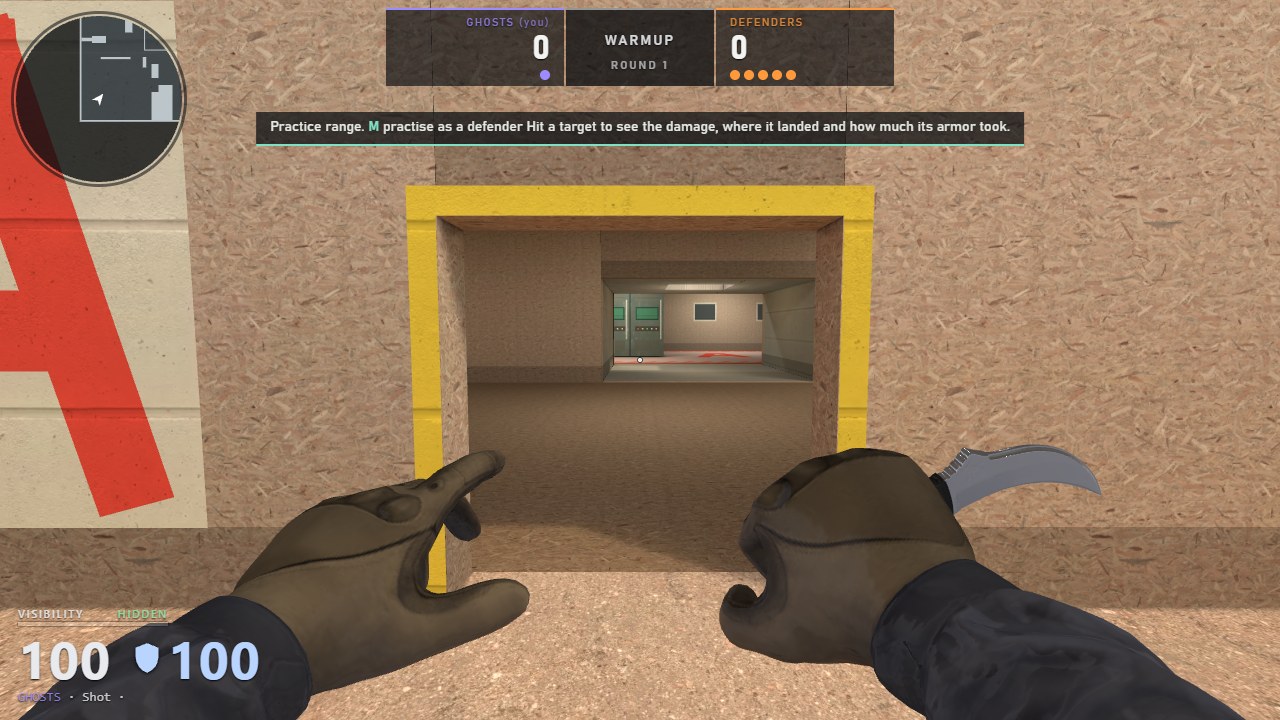 GHOSTS (you)
0
WARMUP
ROUND 1
DEFENDERS
0
Practice range. M practise as a defender Hit a target to see the damage, where it landed and how much its armor took.
A
VISIBILITY HIDDEN
100 100
GHOSTS · Shot ·